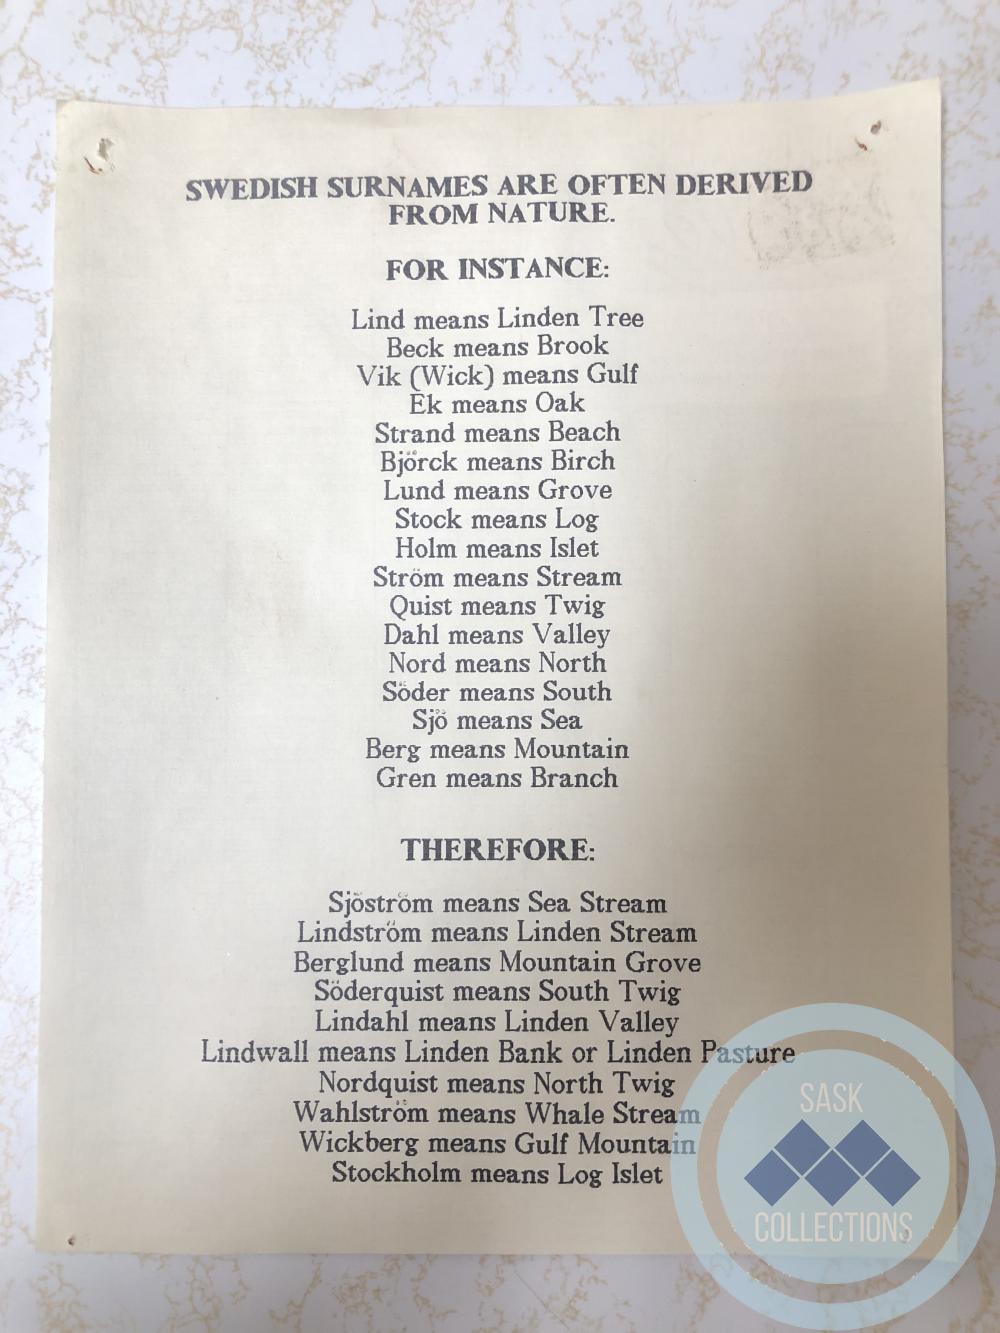 SWEDISH SURNAMES ARE OFTEN DERIVED
FROM NATURE.
FOR INSTANCE:
Lind means Linden Tree
Beck means Brook
Vik (Wick) means Gulf
Ek means Oak
Strand means Beach
Björck means Birch
Lund means Grove
Stock means Log
Holm means Islet
Ström means Stream
Quist means Twig
Dahl means Valley
Nord means North
Söder means South
Sjö means Sea
Berg means Mountain
Gren means Branch
THEREFORE:
Sjöström means Sea Stream
Lindström means Linden Stream
Berglund means Mountain Grove
Söderquist means South Twig
Lindahl means Linden Valley
Lindwall means Linden Bank or Linden Pasture
Nordquist means North Twig
Wahlström means Whale Stream
Wickberg means Gulf Mountain
Stockholm means Log Islet
SASK
COLLECTIONS